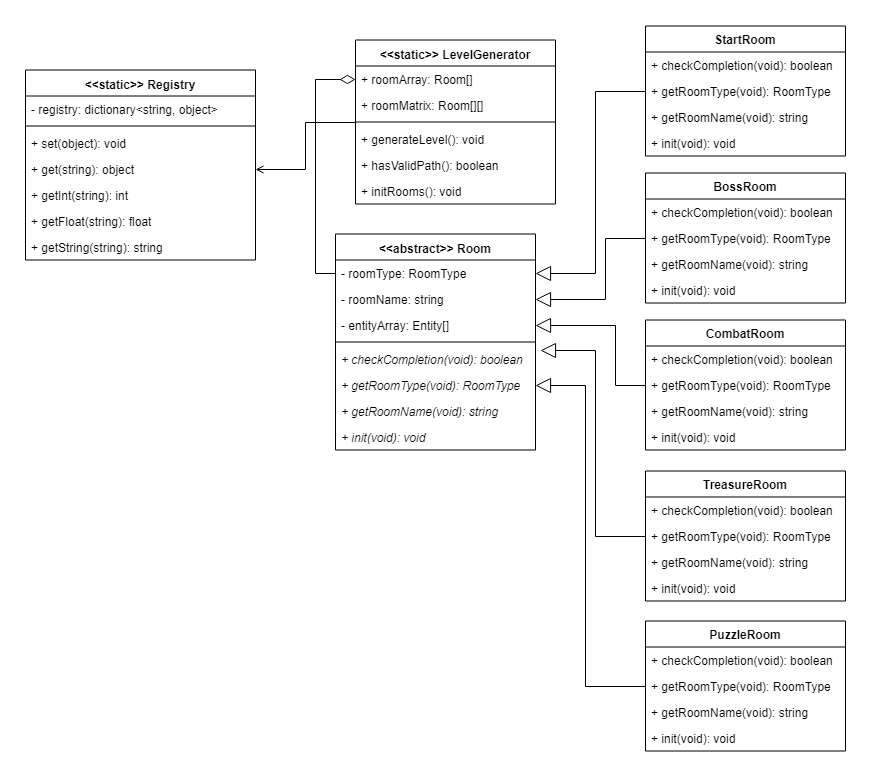 <<static>> Registry
- registry: dictionary<string, object>
+ set(object): void
+ get(string): object
+ getInt(string): int
+ getFloat(string): float
+ getString(string): string
<<static>> LevelGenerator
+ roomArray: Room[]
+ roomMatrix: Room[][]
+ generateLevel(): void
+ hasValidPath(): boolean
+ initRooms(): void
<<abstract>> Room
- roomType: RoomType
- roomName: string
- entityArray: Entity[]
+ checkCompletion(void): boolean
+ getRoomType(void): RoomType
+ getRoomName(void): string
+ init(void): void
StartRoom
+ checkCompletion(void): boolean
+ getRoomType(void): RoomType
+ getRoomName(void): string
+ init(void): void
BossRoom
+ checkCompletion(void): boolean
+ getRoomType(void): RoomType
+ getRoomName(void): string
+ init(void): void
CombatRoom
+ checkCompletion(void): boolean
+ getRoomType(void): RoomType
+ getRoomName(void): string
+ init(void): void
TreasureRoom
+ checkCompletion(void): boolean
+ getRoomType(void): RoomType
+ getRoomName(void): string
+ init(void): void
PuzzleRoom
+ checkCompletion(void): boolean
+ getRoomType(void): RoomType
+ getRoomName(void): string
+ init(void): void